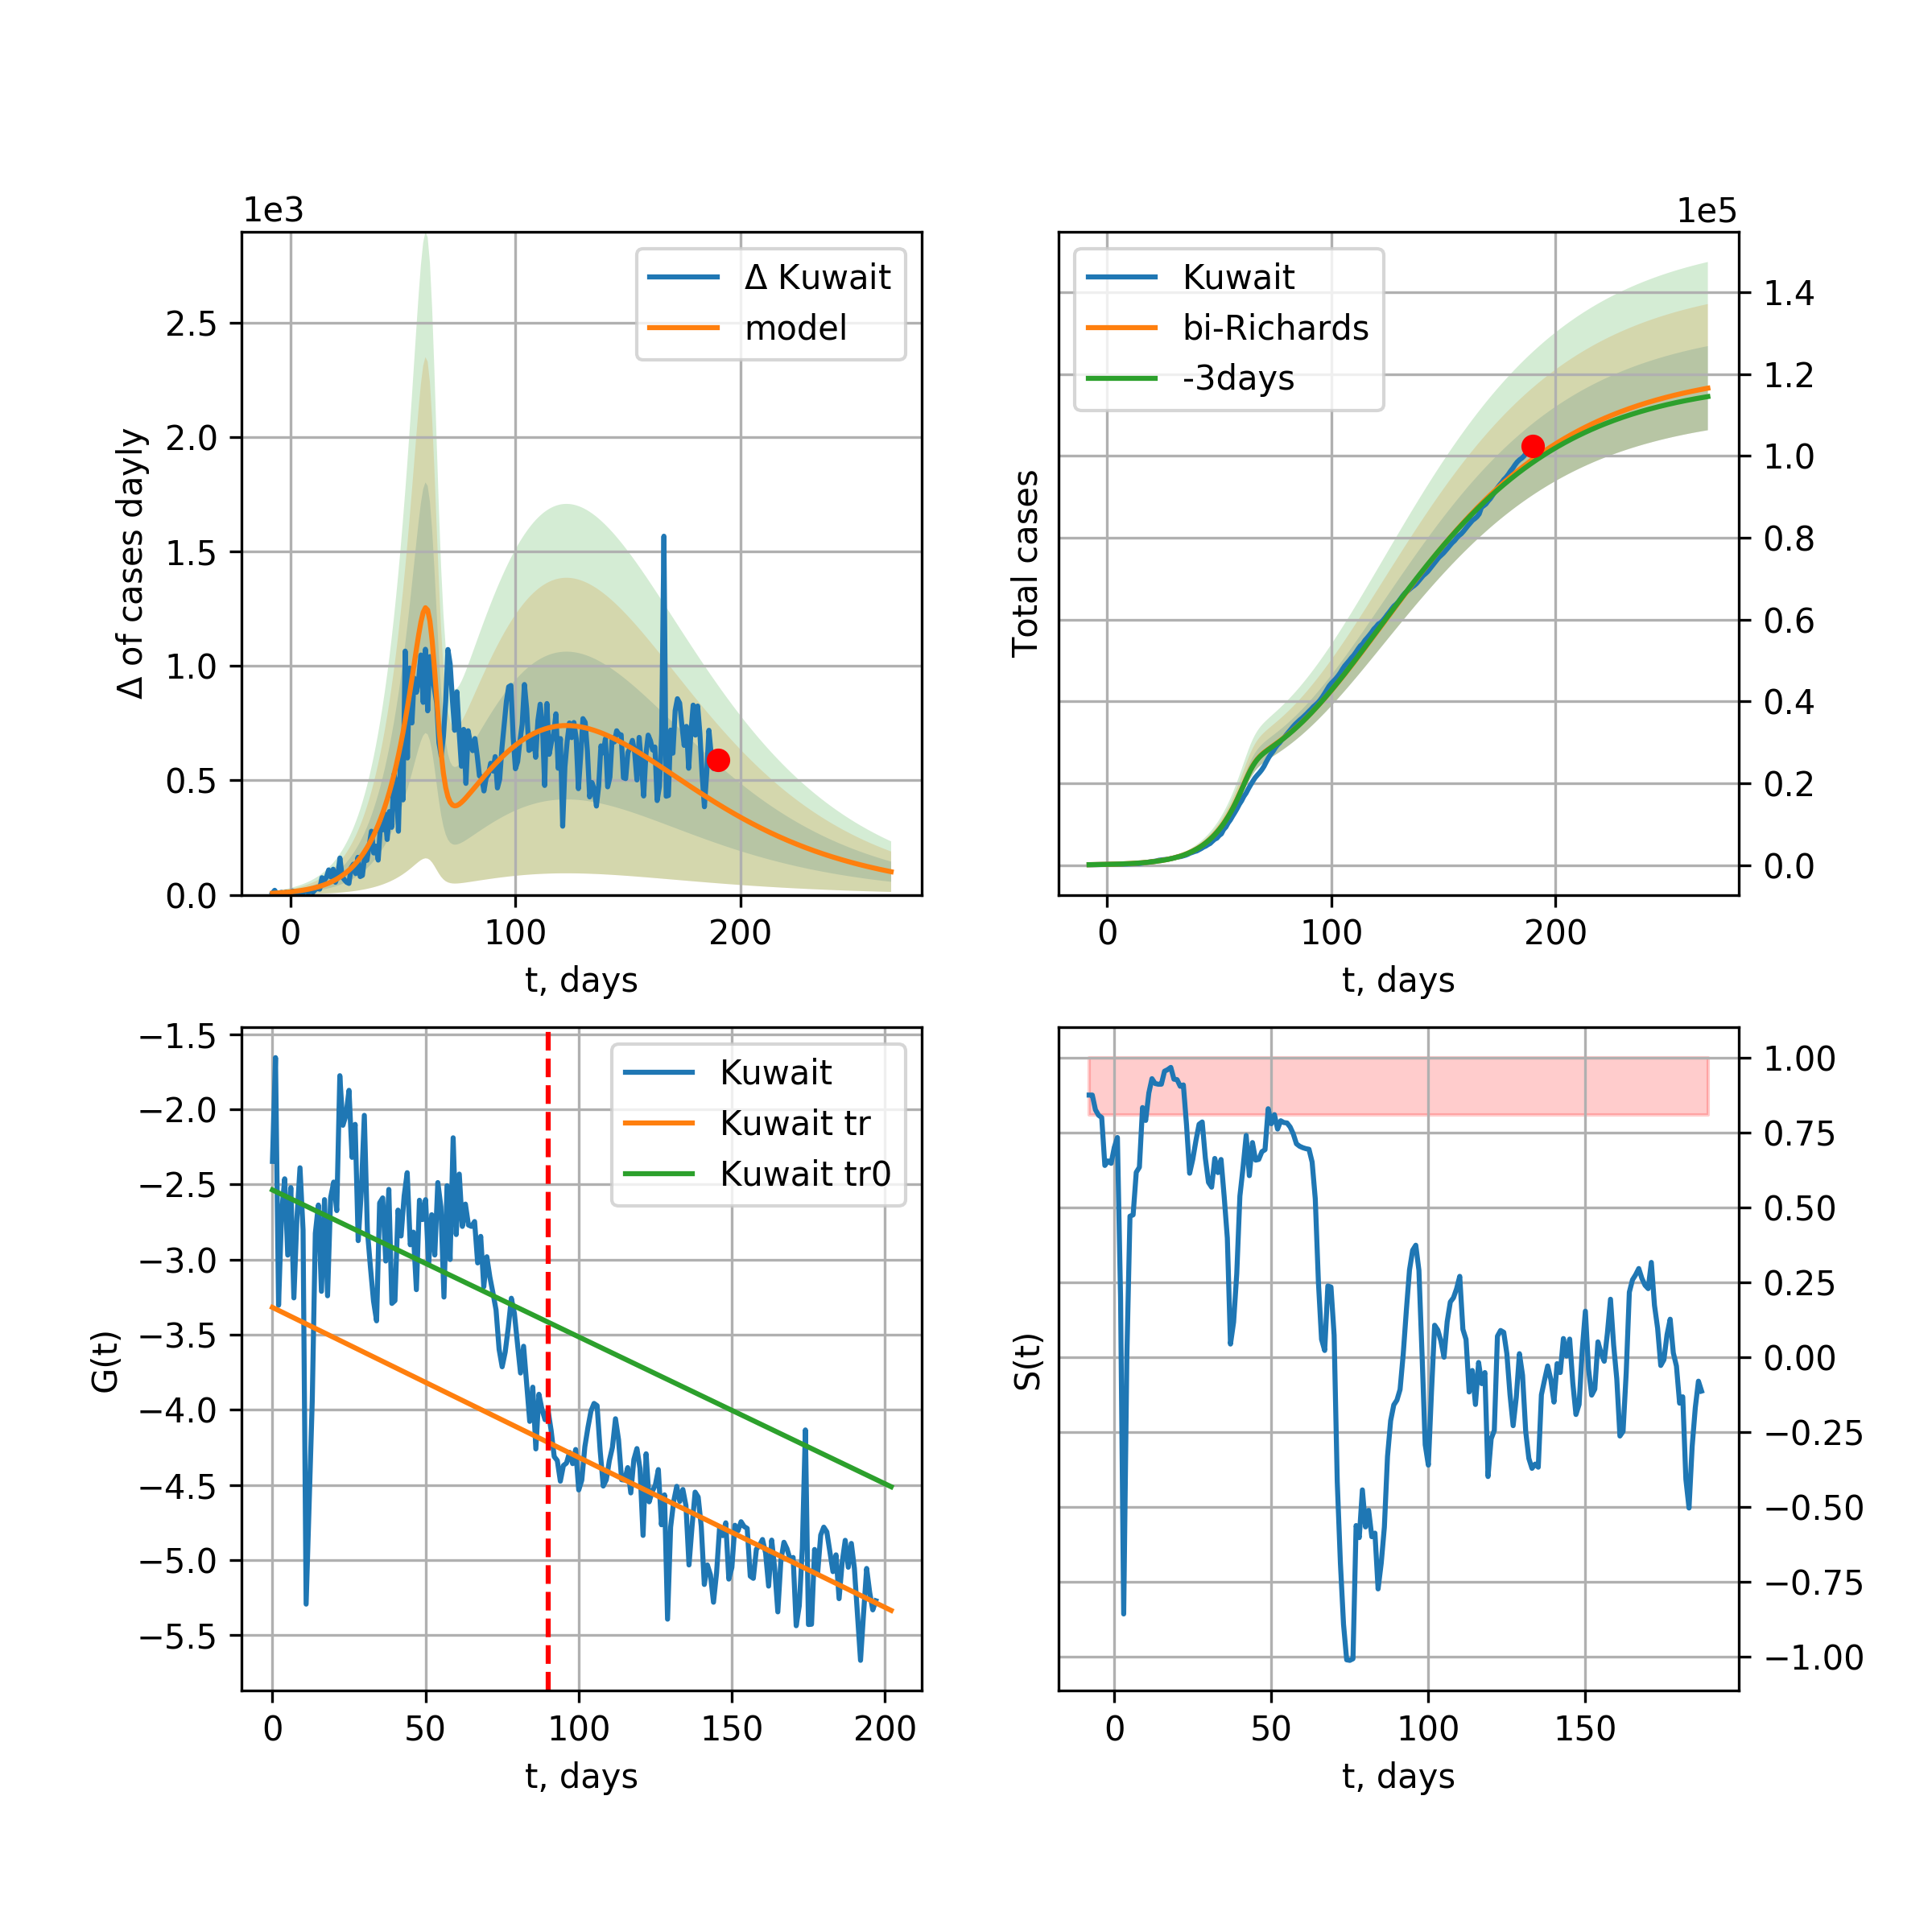 1e3
Δ of cases dayly
2.5
2.0
1.5
1.0
0.5
0.0
0 100 200
t, days
Δ Kuwait
model
1e5
Total cases
1.4
1.2
1.0
0.8
0.6
0.4
0.2
0.0
0 100 200
t, days
Kuwait
bi-Richards
-3days
G(t)
−1.5
−2.0
−2.5
−3.0
−3.5
−4.0
−4.5
−5.0
−5.5
0 50 100 150 200
t, days
Kuwait
Kuwait tr
Kuwait tr0
S(t)
1.00
0.75
0.50
0.25
0.00
−0.25
−0.50
−0.75
−1.00
0 50 100 150
t, days